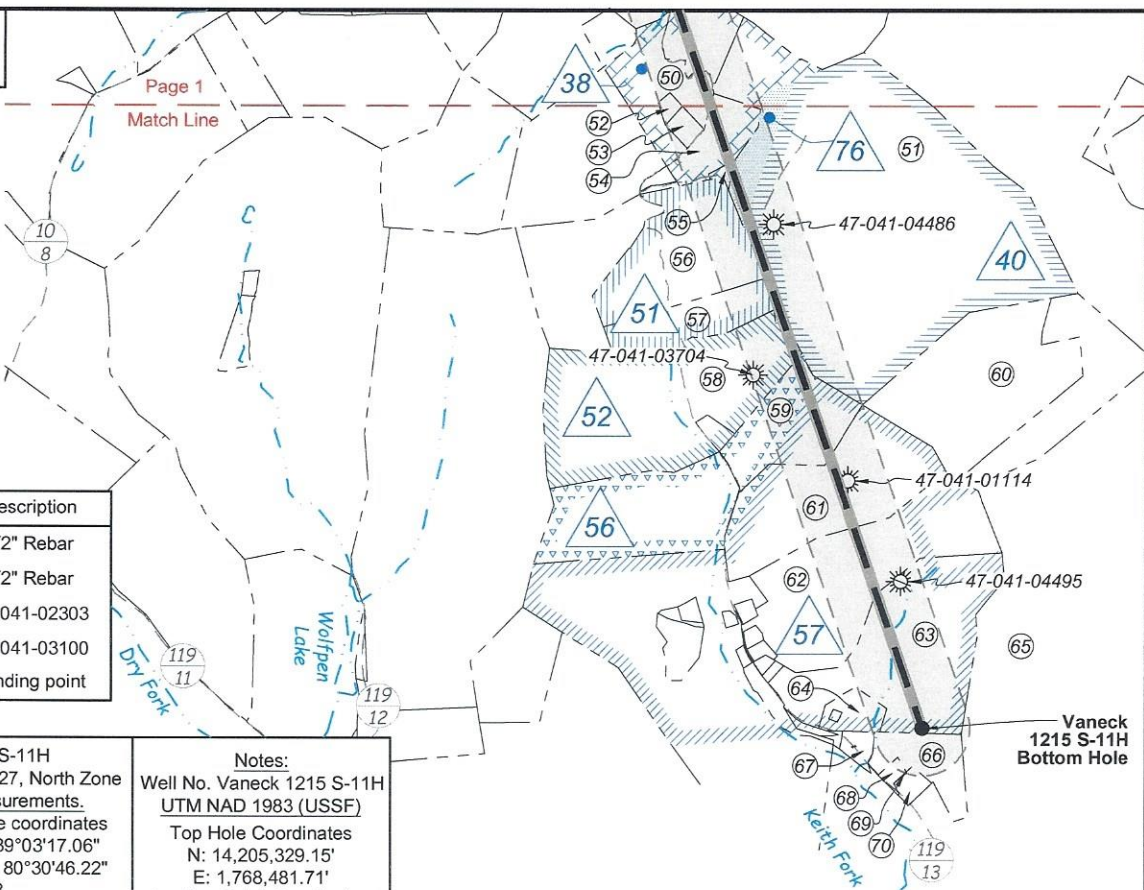 Page 1
Match Line
38
50
52
53
54
76
51
55
47-041-04486
10
8
56
40
51
57
47-041-03704
58
60
59
52
47-041-01114
61
56
62
47-041-04495
57
63
65
Wolfpen
Lake
Dry Fork
119
11
119
12
64
Vaneck
1215 S-11H
Bottom Hole
66
67
68
69
70
Keith Fork
119
13
escription
/2" Rebar
/2" Rebar
041-02303
041-03100
nding point
S-11H
27, North Zone
surements.
e coordinates
39°03'17.06"
80°30'46.22"
Notes:
Well No. Vaneck 1215 S-11H
UTM NAD 1983 (USSF)
Top Hole Coordinates
N: 14,205,329.15'
E: 1,768,481.71'